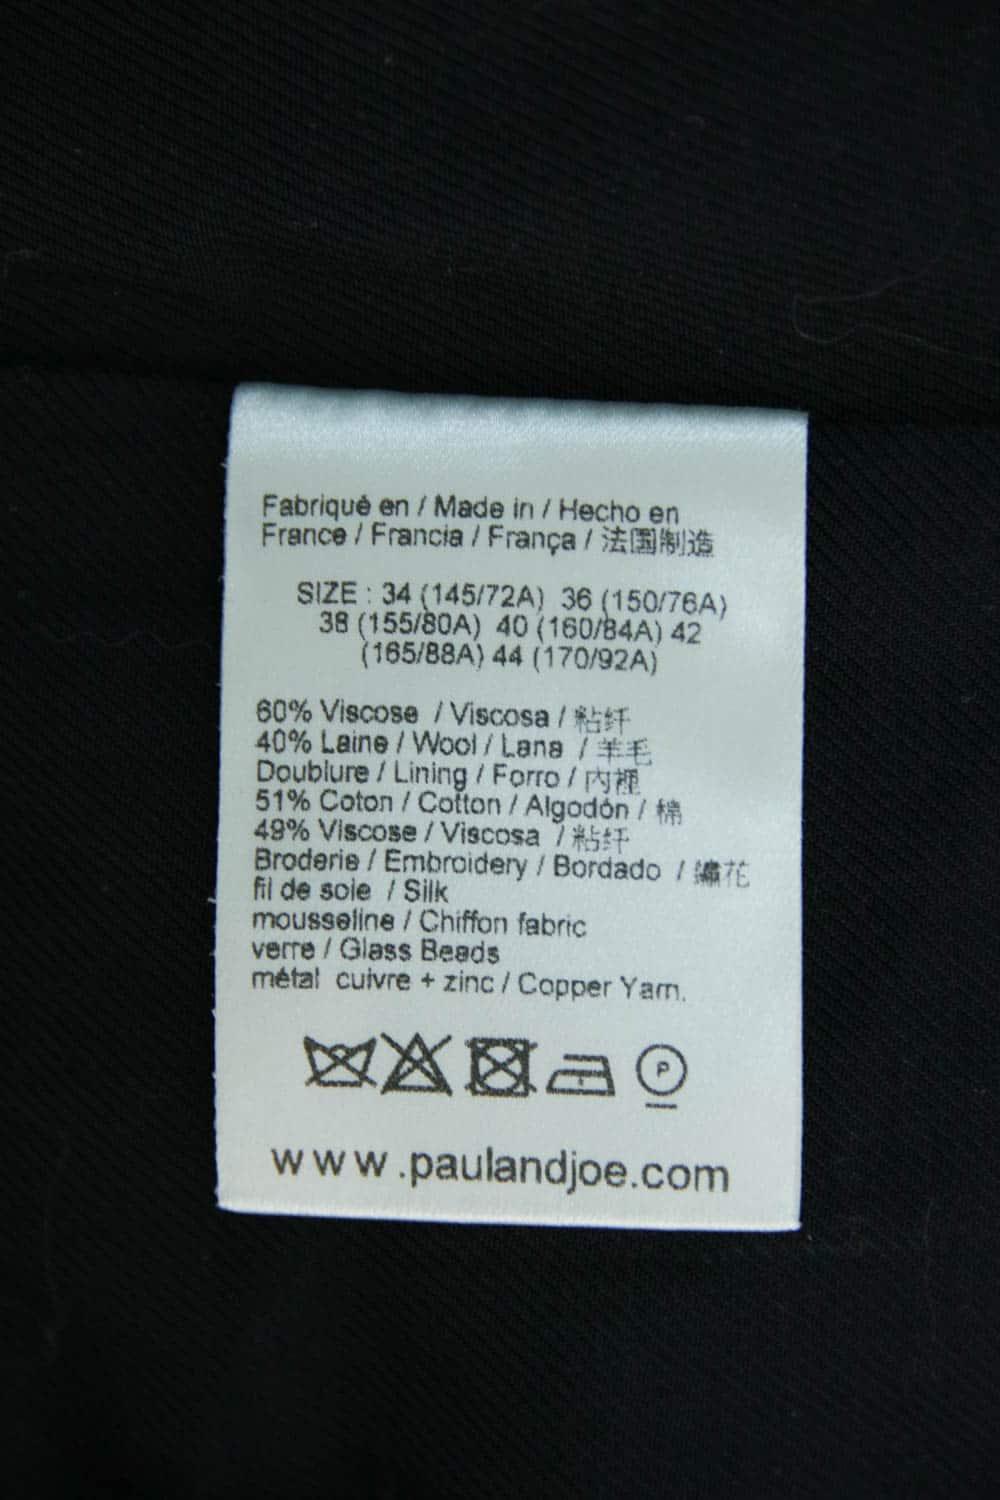 Fabriqué en / Made in / Hecho en
France / Francia / França / 法国制造
SIZE : 34 (145/72A) 36 (150/76A)
38 (155/80A) 40 (160/84A) 42
(165/88A) 44 (170/92A)
60% Viscose / Viscosa / 粘纤
40% Laine / Wool / Lana / 羊毛
Doublure / Lining / Forro / 内裡
51% Coton / Cotton / Algodón / 棉
49% Viscose / Viscosa / 粘纤
Broderie / Embroidery / Bordado / 繡花
fil de soie / Silk
mousseline / Chiffon fabric
verre / Glass Beads
métal cuivre + zinc / Copper Yarn.
P
www.paulandjoe.com